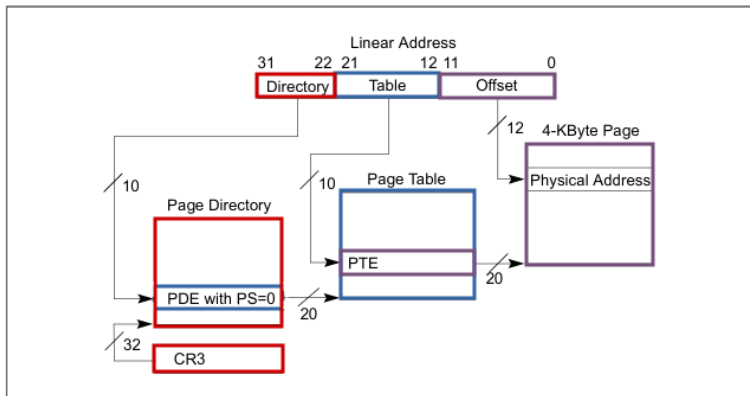 Linear Address
31 22 21 12 11 0
Directory Table Offset
12 4-KByte Page
10 10 Page Table Physical Address
Page Directory
PTE
20
PDE with PS=0
20
32
CR3